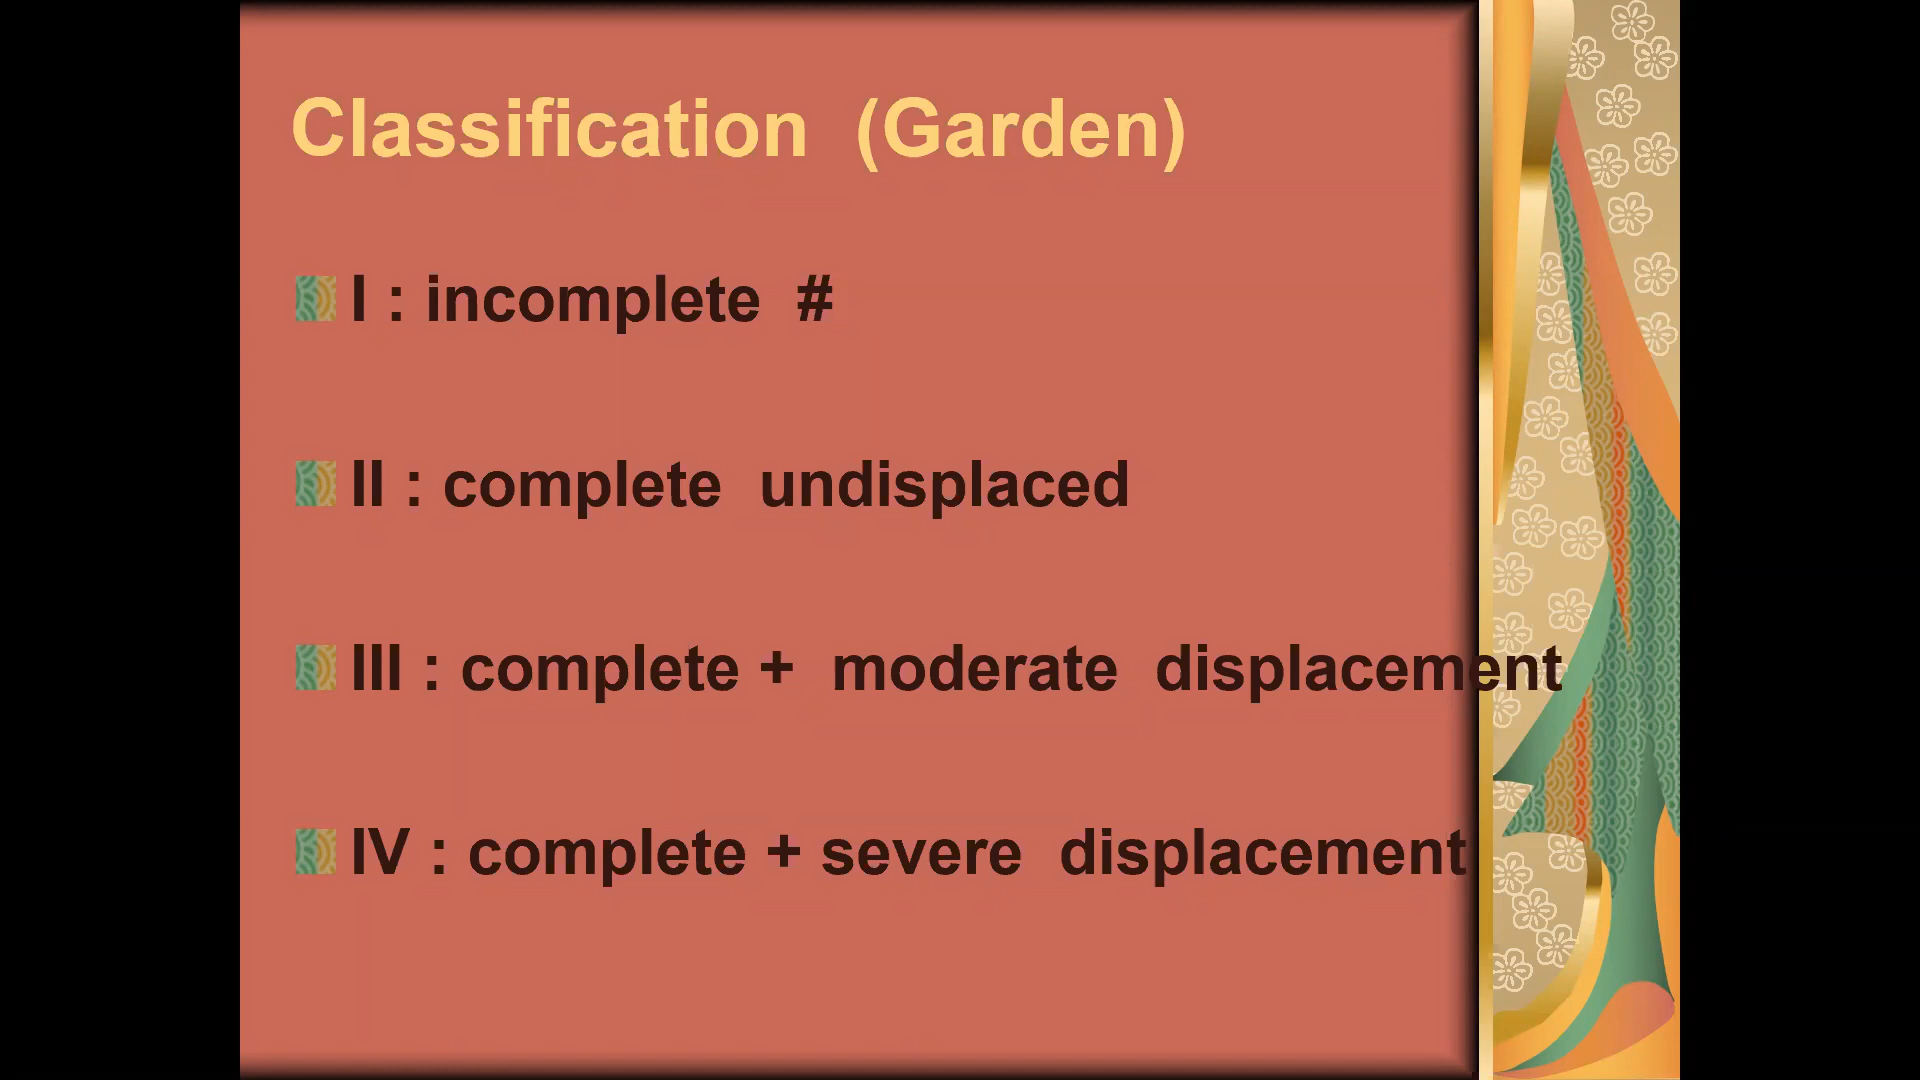 Classification (Garden)
I : incomplete #
II : complete undisplaced
III : complete + moderate displacement
IV : complete + severe displacement